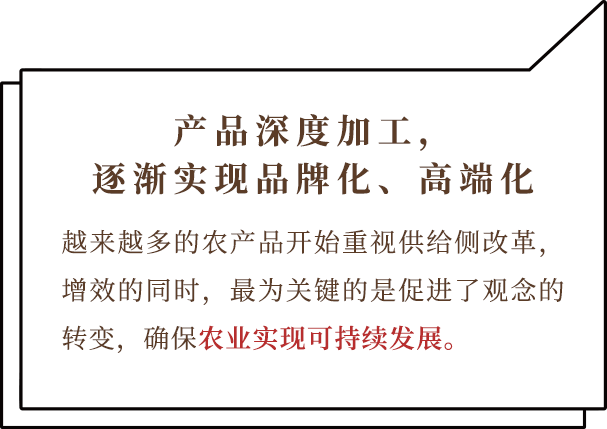 产品深度加工，
逐渐实现品牌化、高端化
越来越多的农产品开始重视供给侧改革，
增效的同时，最为关键的是促进了观念的
转变，确保农业实现可持续发展。